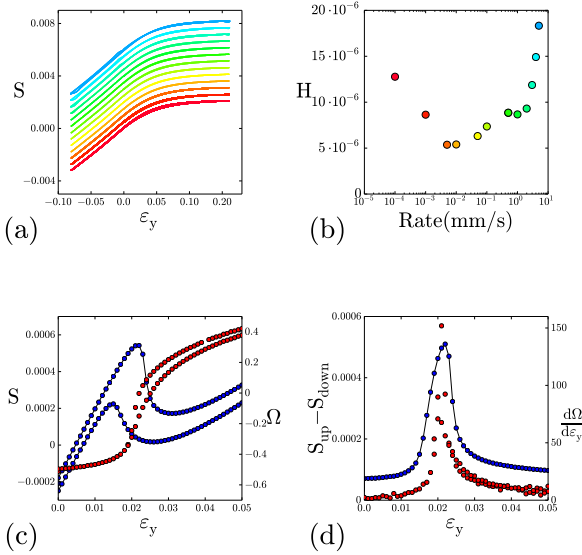 0.008
0.004
0.000
−0.004
S
−0.10 −0.05 0.0 0.05 0.10 0.20
εy
(a)
20·10⁻⁶
15·10⁻⁶
10·10⁻⁶
5·10⁻⁶
0
H
10⁻⁵ 10⁻⁴ 10⁻³ 10⁻² 10⁻¹ 10⁰ 10¹
Rate(mm/s)
(b)
0.0006
0.0004
0.0002
0
−0.0002
S
0.4
0.2
0
−0.2
−0.4
−0.6
Ω
0.0 0.01 0.02 0.03 0.04 0.05
εy
(c)
0.0006
0.0004
0.0002
0
Sup−Sdown
150
100
50
0
dΩ
dεy
0.0 0.01 0.02 0.03 0.04 0.05
εy
(d)